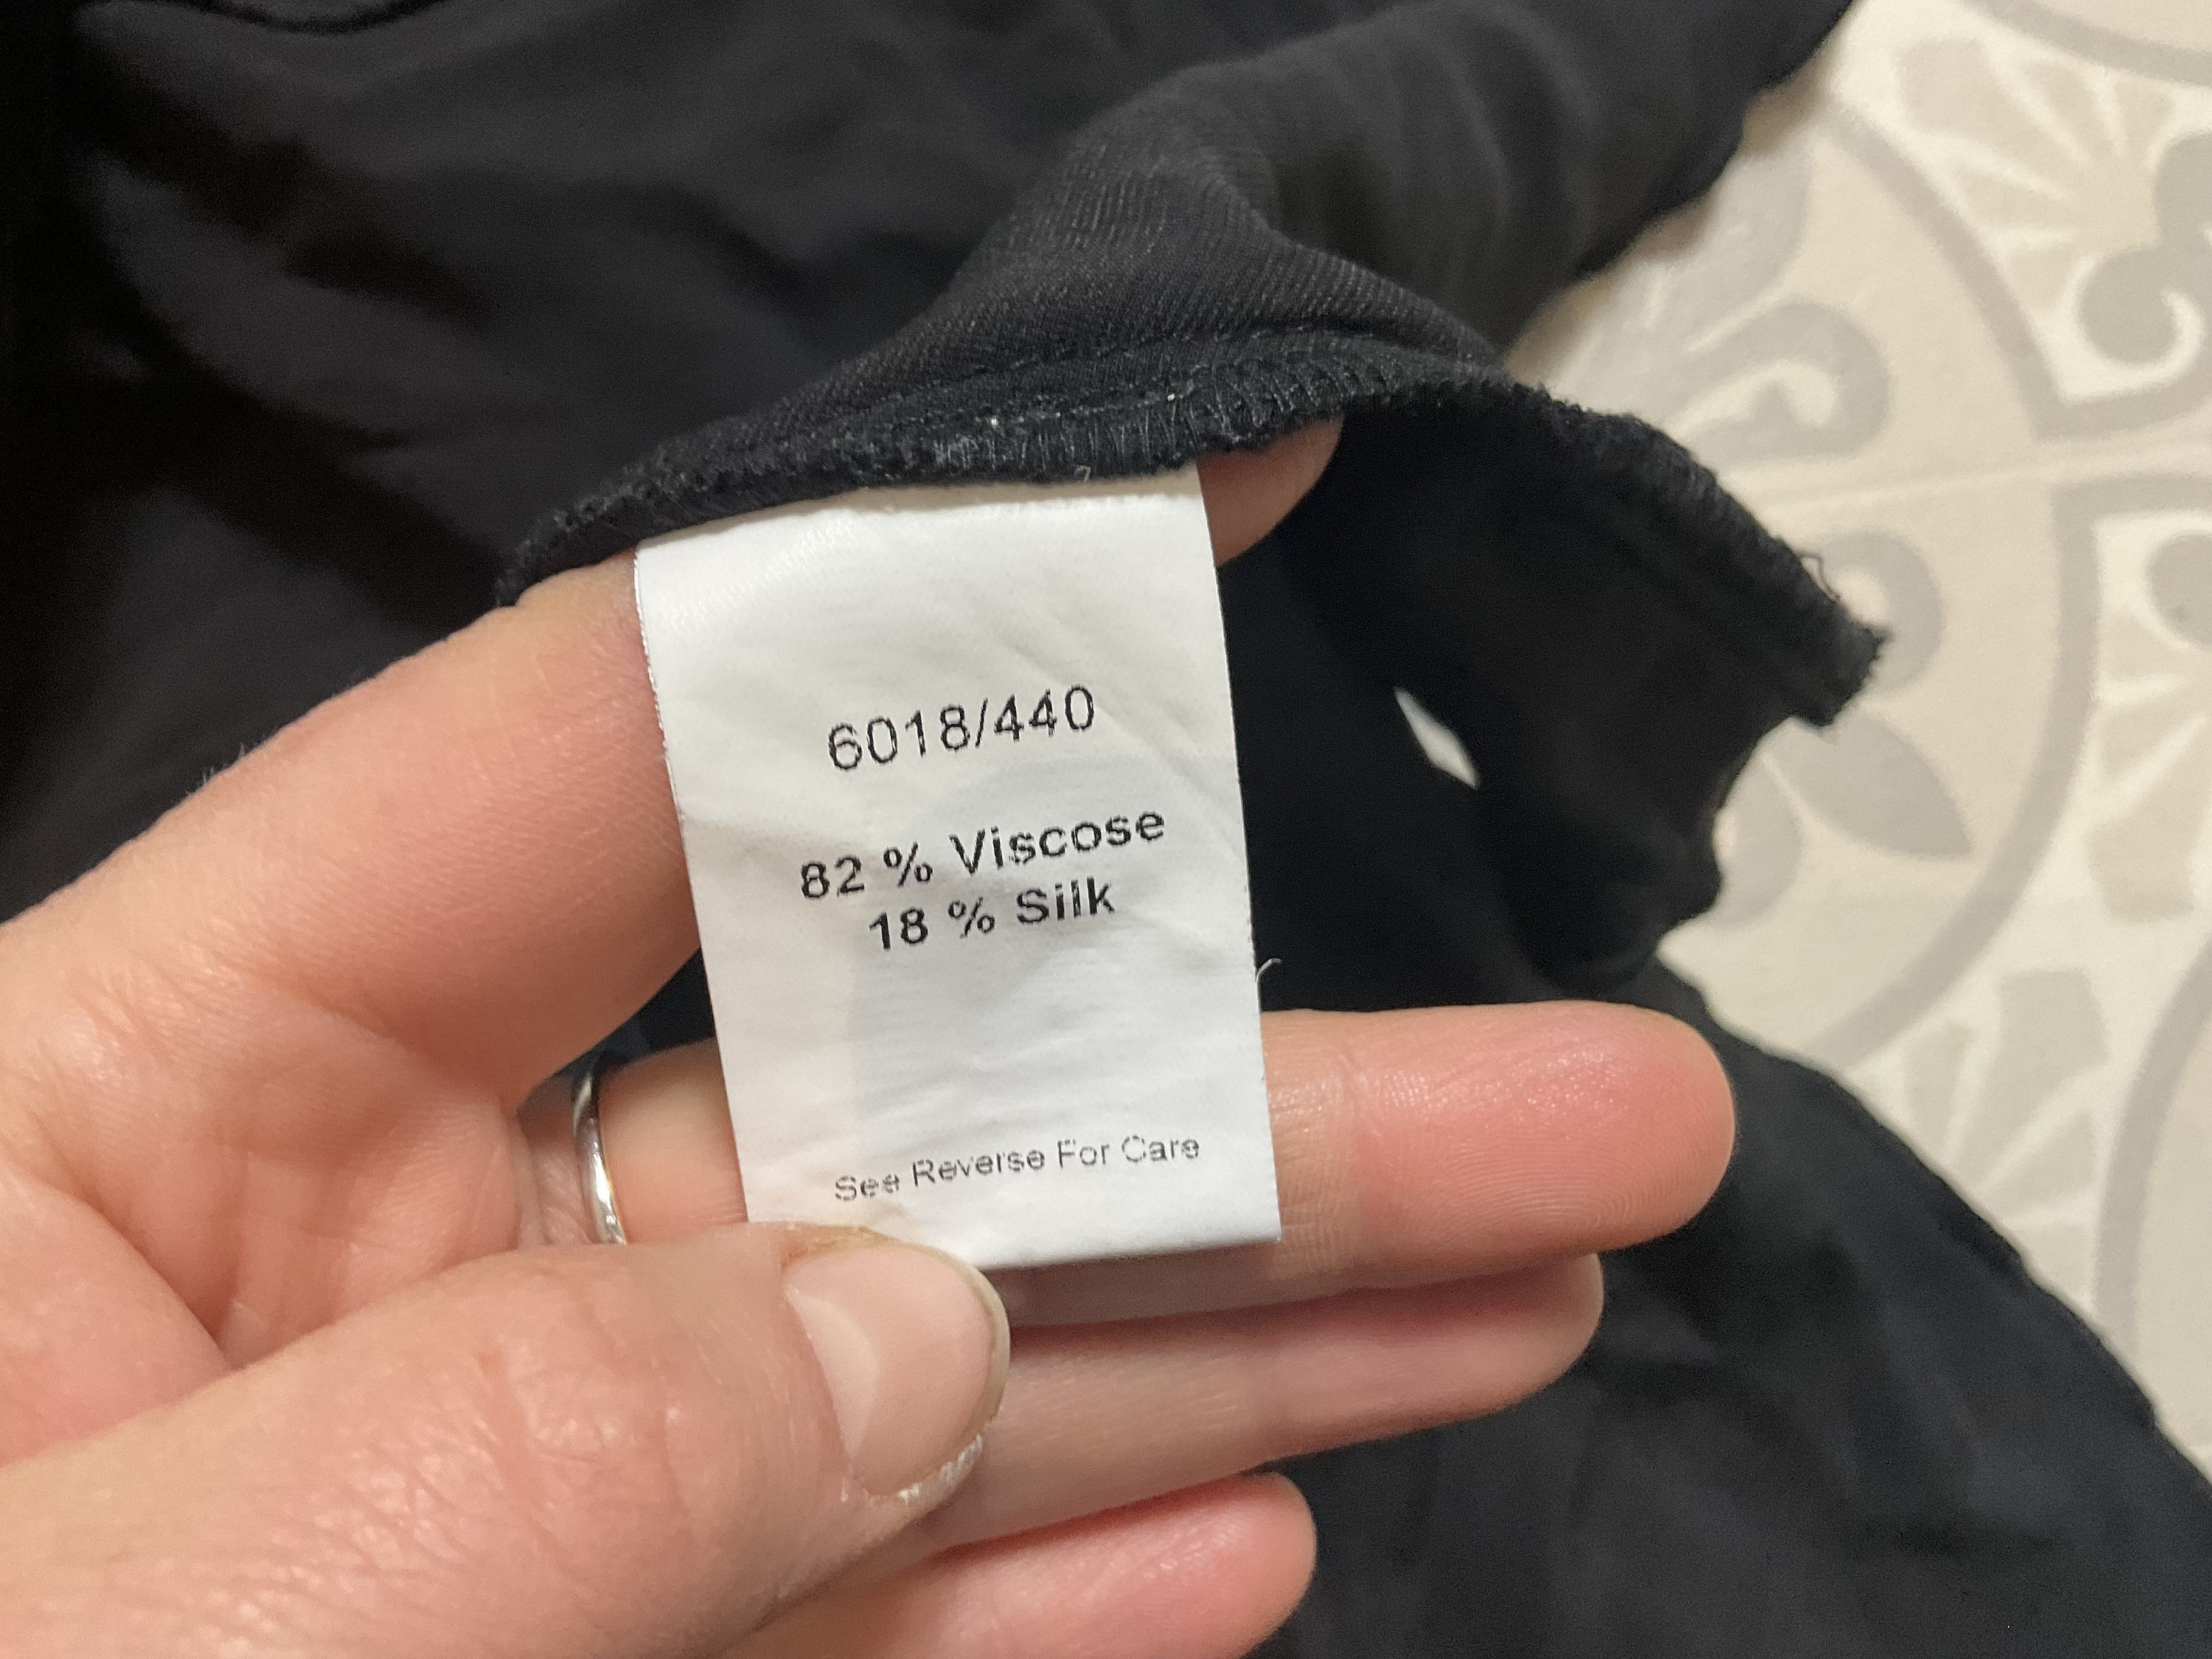 6018/440
82 % Viscose
18 % Silk
See Reverse For Care